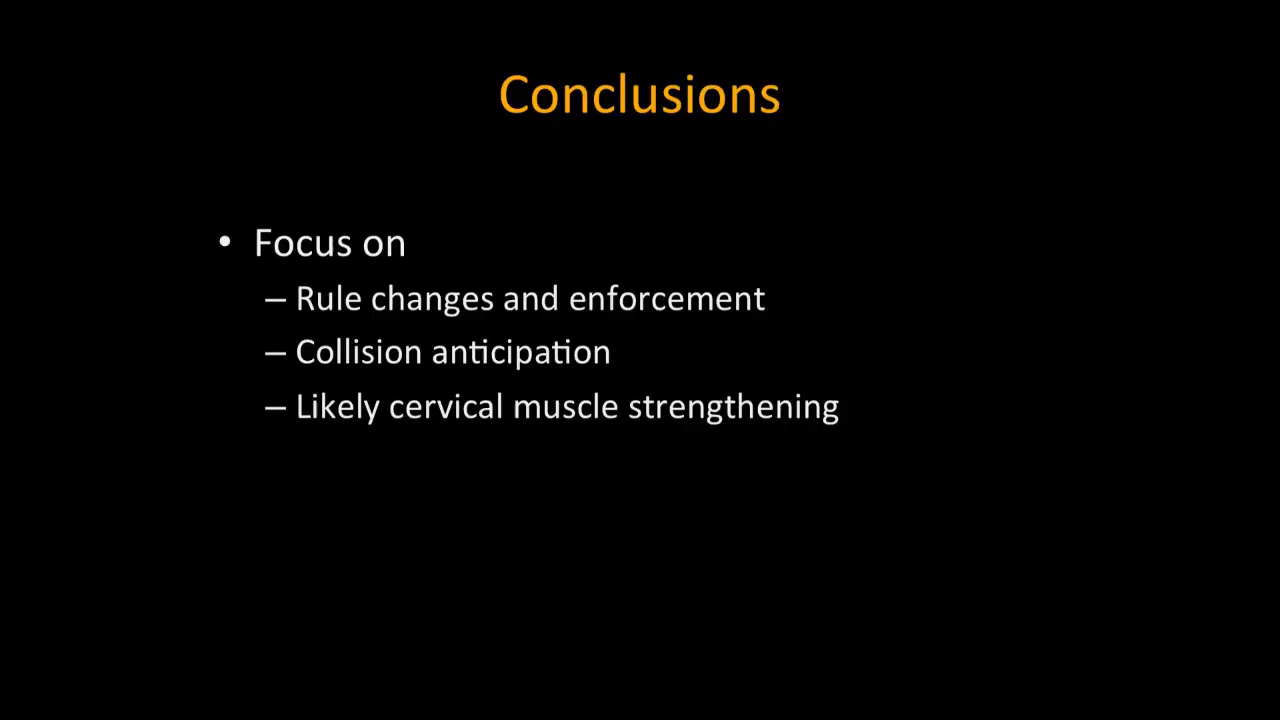 Conclusions
• Focus on
– Rule changes and enforcement
– Collision anticipation
– Likely cervical muscle strengthening